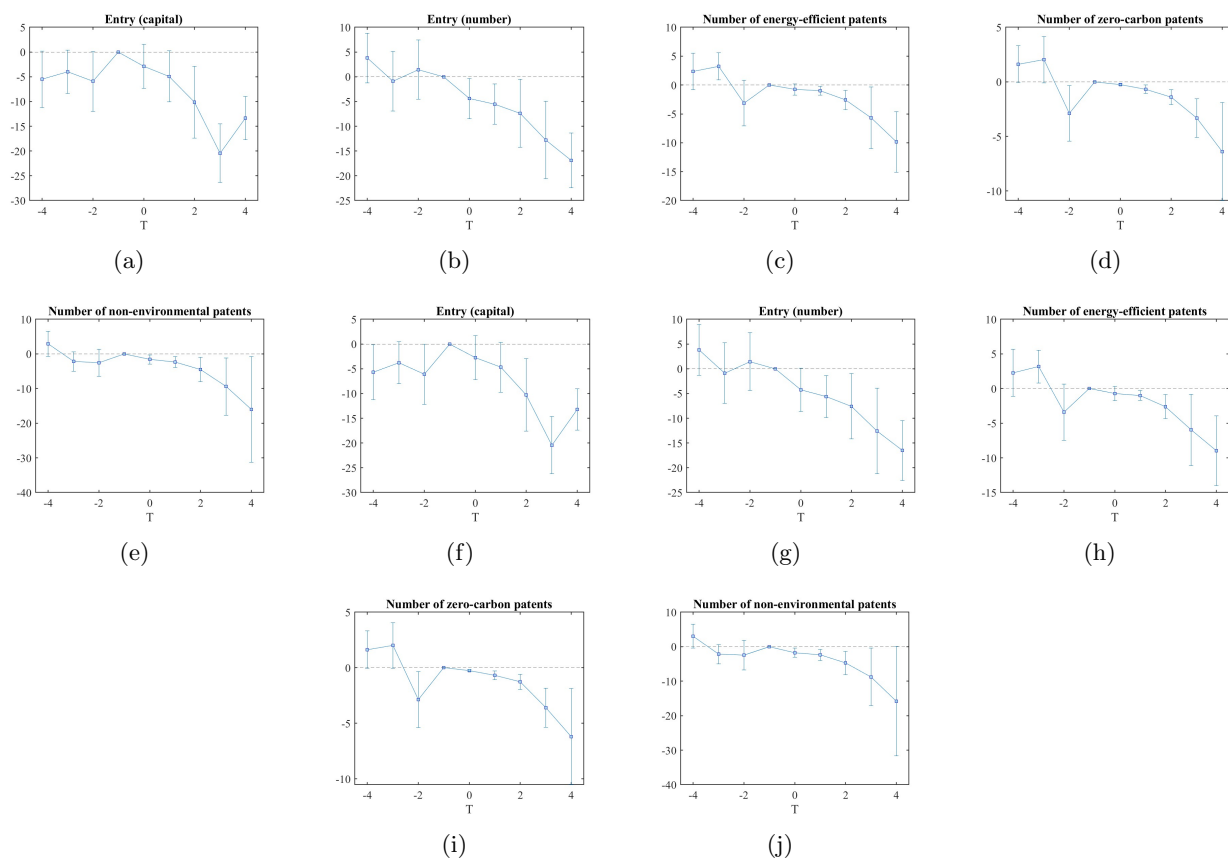 Entry (capital)
5
0
-5
-10
-15
-20
-25
-30
-4 -2 0 2 4
T
(a)
Entry (number)
10
5
0
-5
-10
-15
-20
-25
-4 -2 0 2 4
T
(b)
Number of energy-efficient patents
10
5
0
-5
-10
-15
-20
-4 -2 0 2 4
T
(c)
Number of zero-carbon patents
5
0
-5
-10
-4 -2 0 2 4
T
(d)
Number of non-environmental patents
10
0
-10
-20
-30
-40
-4 -2 0 2 4
T
(e)
Entry (capital)
5
0
-5
-10
-15
-20
-25
-30
-4 -2 0 2 4
T
(f)
Entry (number)
10
5
0
-5
-10
-15
-20
-25
-4 -2 0 2 4
T
(g)
Number of energy-efficient patents
10
5
0
-5
-10
-15
-4 -2 0 2 4
T
(h)
Number of zero-carbon patents
5
0
-5
-10
-4 -2 0 2 4
T
(i)
Number of non-environmental patents
10
0
-10
-20
-30
-40
-4 -2 0 2 4
T
(j)